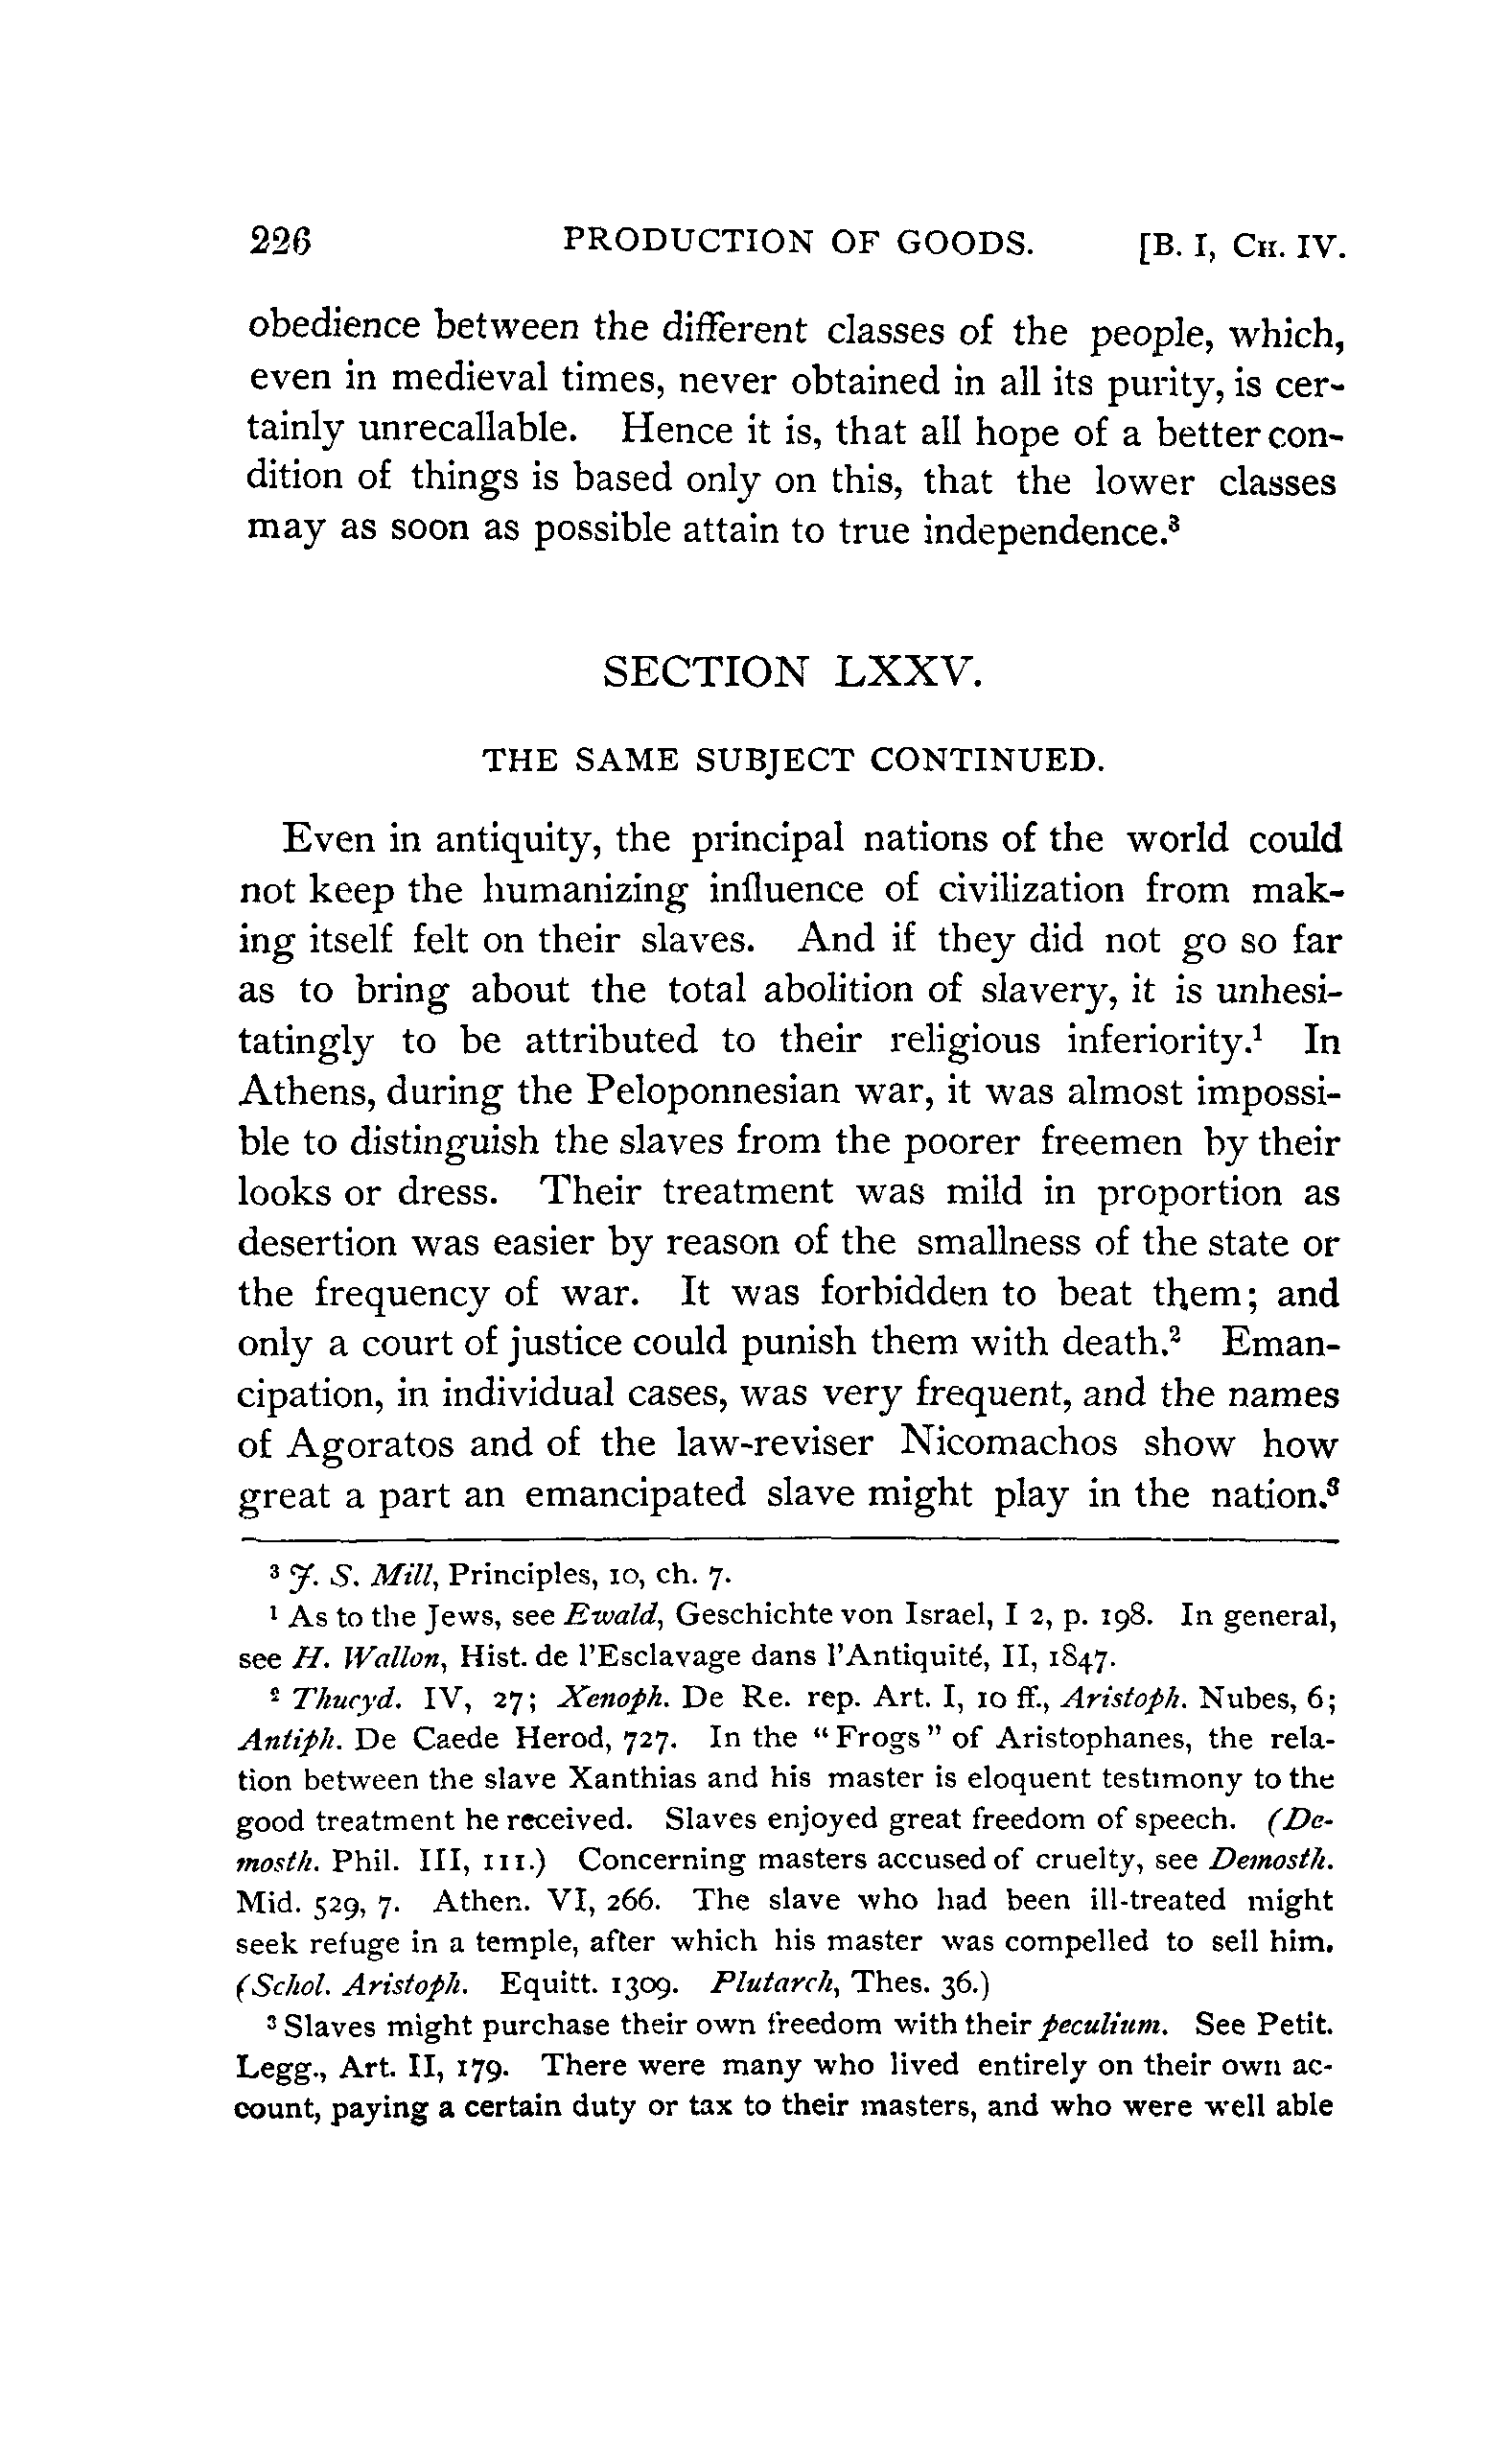 226 PRODUCTION OF GOODS. [B. I, CH. IV.
obedience between the different classes of the people, which,
even in medieval times, never obtained in all its purity, is cer-
tainly unrecallable. Hence it is, that all hope of a better con-
dition of things is based only on this, that the lower classes
may as soon as possible attain to true independence.³
SECTION LXXV.
THE SAME SUBJECT CONTINUED.
Even in antiquity, the principal nations of the world could
not keep the humanizing influence of civilization from mak-
ing itself felt on their slaves. And if they did not go so far
as to bring about the total abolition of slavery, it is unhesi-
tatingly to be attributed to their religious inferiority.¹ In
Athens, during the Peloponnesian war, it was almost impossi-
ble to distinguish the slaves from the poorer freemen by their
looks or dress. Their treatment was mild in proportion as
desertion was easier by reason of the smallness of the state or
the frequency of war. It was forbidden to beat them; and
only a court of justice could punish them with death.² Eman-
cipation, in individual cases, was very frequent, and the names
of Agoratos and of the law-reviser Nicomachos show how
great a part an emancipated slave might play in the nation.³
³ J. S. Mill, Principles, 10, ch. 7.
¹ As to the Jews, see Ewald, Geschichte von Israel, I 2, p. 198. In general,
see H. Wallon, Hist. de l'Esclavage dans l'Antiquité, II, 1847.
² Thucyd. IV, 27; Xenoph. De Re. rep. Art. I, 10 ff., Aristoph. Nubes, 6;
Antiph. De Caede Herod, 727. In the "Frogs" of Aristophanes, the rela-
tion between the slave Xanthias and his master is eloquent testimony to the
good treatment he received. Slaves enjoyed great freedom of speech. (De-
mosth. Phil. III, 111.) Concerning masters accused of cruelty, see Demosth.
Mid. 529, 7. Athen. VI, 266. The slave who had been ill-treated might
seek refuge in a temple, after which his master was compelled to sell him.
(Schol. Aristoph. Equitt. 1309. Plutarch, Thes. 36.)
³ Slaves might purchase their own freedom with their peculium. See Petit.
Legg., Art. II, 179. There were many who lived entirely on their own ac-
count, paying a certain duty or tax to their masters, and who were well able